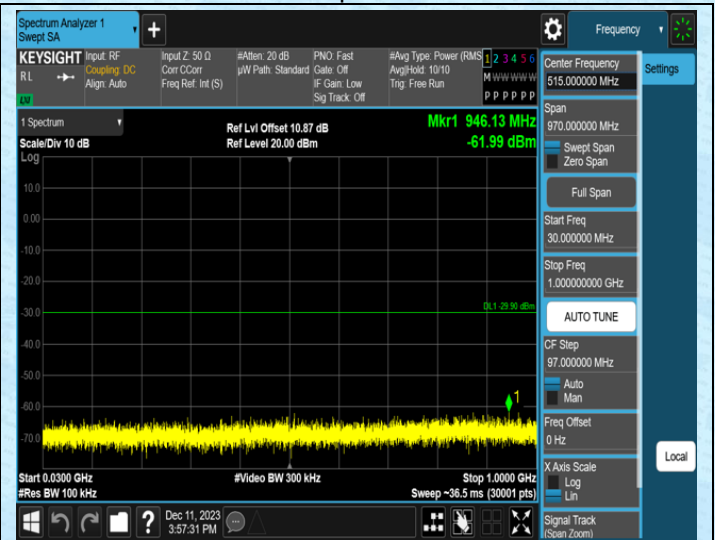 Spectrum Analyzer 1
Swept SA
+
Frequency
KEYSIGHT
RL
LXI
Input: RF
Coupling: DC
Align: Auto
Input Z: 50 Ω
Corr CCorr
Freq Ref: Int (S)
#Atten: 20 dB
µW Path: Standard
PNO: Fast
Gate: Off
IF Gain: Low
Sig Track: Off
#Avg Type: Power (RMS
Avg|Hold: 10/10
Trig: Free Run
1 2 3 4 5 6
M W W W W W
P P P P P P
1 Spectrum
Scale/Div 10 dB
Log
Ref Lvl Offset 10.87 dB
Ref Level 20.00 dBm
Mkr1 946.13 MHz
-61.99 dBm
10.0
0.00
-10.0
-20.0
-30.0
DL1 -29.90 dBm
-40.0
-50.0
-60.0
1
-70.0
Start 0.0300 GHz
#Res BW 100 kHz
#Video BW 300 kHz
Stop 1.0000 GHz
Sweep ~36.5 ms (30001 pts)
?
Dec 11, 2023
3:57:31 PM
Center Frequency
515.000000 MHz
Span
970.000000 MHz
Swept Span
Zero Span
Full Span
Start Freq
30.000000 MHz
Stop Freq
1.000000000 GHz
AUTO TUNE
CF Step
97.000000 MHz
Auto
Man
Freq Offset
0 Hz
X Axis Scale
Log
Lin
Signal Track
(Span Zoom)
Settings
Local